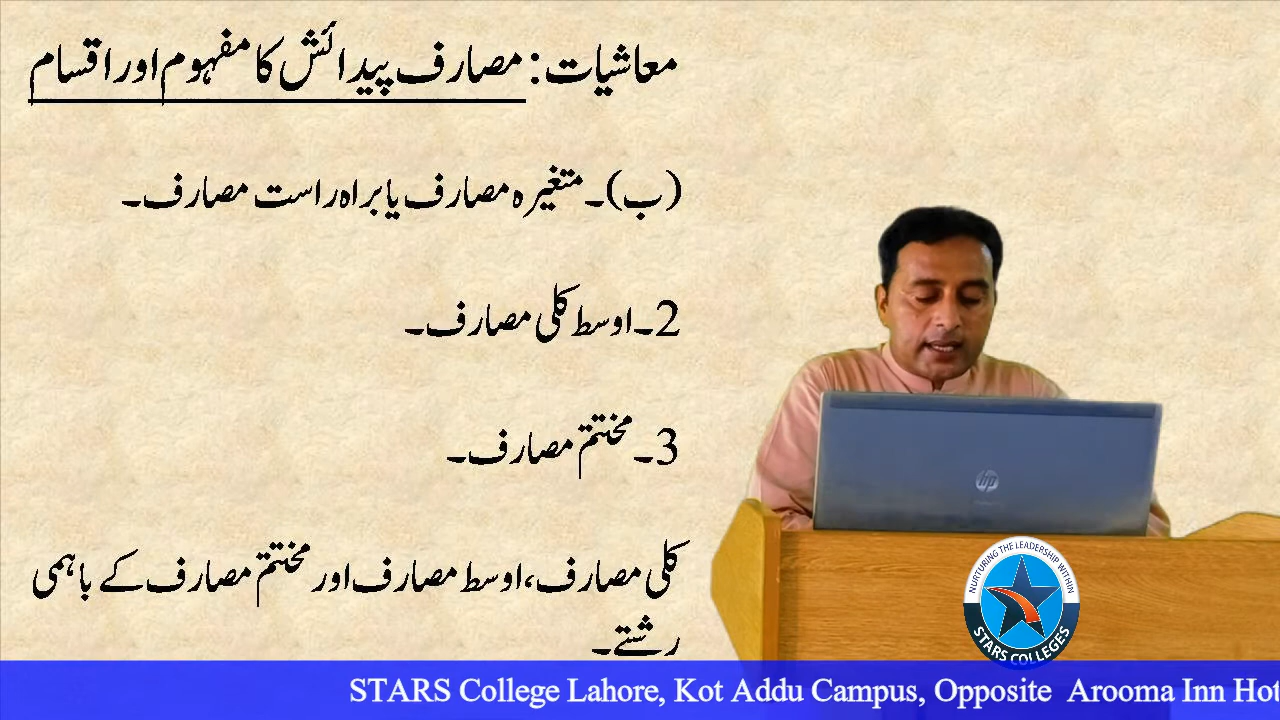 معاشیات: مصارف پیدائش کا مفہوم اور اقسام
(ب)۔ متغیرہ مصارف یا براہ راست مصارف۔
2۔ اوسط کلی مصارف۔
3۔ مختتم مصارف۔
کلی مصارف، اوسط مصارف اور مختتم مصارف کے باہمی
رشتے۔
hp
NURTURING THE LEADERSHIP WITHIN
STARS COLLEGES
STARS College Lahore, Kot Addu Campus, Opposite Arooma Inn Hot